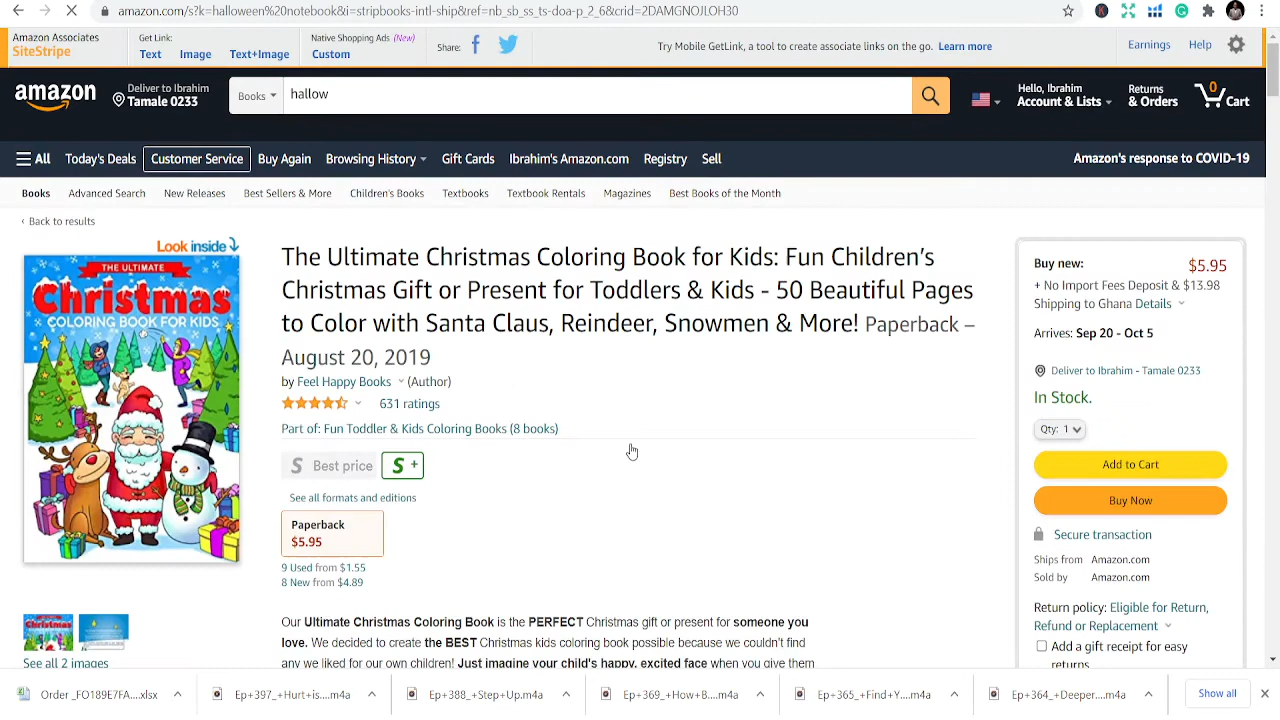 amazon.com/s?k=halloween%20notebook&i=stripbooks-intl-ship&ref=nb_sb_ss_ts-doa-p_2_6&crid=2DAMGNOJLOH30
Amazon Associates
SiteStripe
Get Link:
Text Image Text+Image
Native Shopping Ads (New)
Custom
Share:
Try Mobile GetLink, a tool to create associate links on the go. Learn more
Earnings Help
amazon
Deliver to Ibrahim
Tamale 0233
Books
hallow
Hello, Ibrahim
Account & Lists
Returns
& Orders
0
Cart
All Today's Deals Customer Service Buy Again Browsing History Gift Cards Ibrahim's Amazon.com Registry Sell
Amazon's response to COVID-19
Books Advanced Search New Releases Best Sellers & More Children's Books Textbooks Textbook Rentals Magazines Best Books of the Month
‹ Back to results
Look inside
THE ULTIMATE
Christmas
COLORING BOOK FOR KIDS
The Ultimate Christmas Coloring Book for Kids: Fun Children's
Christmas Gift or Present for Toddlers & Kids - 50 Beautiful Pages
to Color with Santa Claus, Reindeer, Snowmen & More! Paperback –
August 20, 2019
by Feel Happy Books (Author)
631 ratings
Part of: Fun Toddler & Kids Coloring Books (8 books)
S Best price
S +
See all formats and editions
Paperback
$5.95
9 Used from $1.55
8 New from $4.89
Our Ultimate Christmas Coloring Book is the PERFECT Christmas gift or present for someone you
love. We decided to create the BEST Christmas kids coloring book possible because we couldn't find
any we liked for our own children! Just imagine your child's happy, excited face when you give them
See all 2 images
Buy new: $5.95
+ No Import Fees Deposit & $13.98
Shipping to Ghana Details
Arrives: Sep 20 - Oct 5
Deliver to Ibrahim - Tamale 0233
In Stock.
Qty: 1
Add to Cart
Buy Now
Secure transaction
Ships from Amazon.com
Sold by Amazon.com
Return policy: Eligible for Return,
Refund or Replacement
Add a gift receipt for easy
returns
Order _FO189E7FA....xlsx
Ep+397_+Hurt+is....m4a
Ep+388_+Step+Up.m4a
Ep+369_+How+B....m4a
Ep+365_+Find+Y....m4a
Ep+364_+Deeper....m4a
Show all